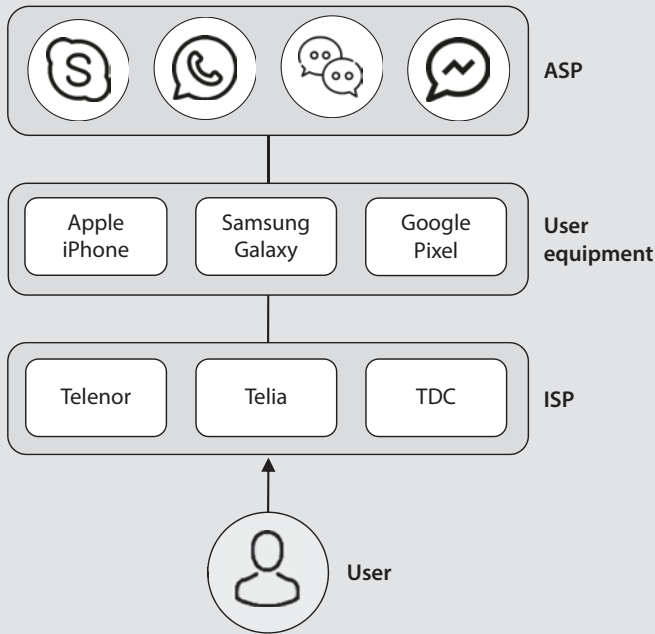 S
ASP
Apple
iPhone
Samsung
Galaxy
Google
Pixel
User
equipment
Telenor
Telia
TDC
ISP
User